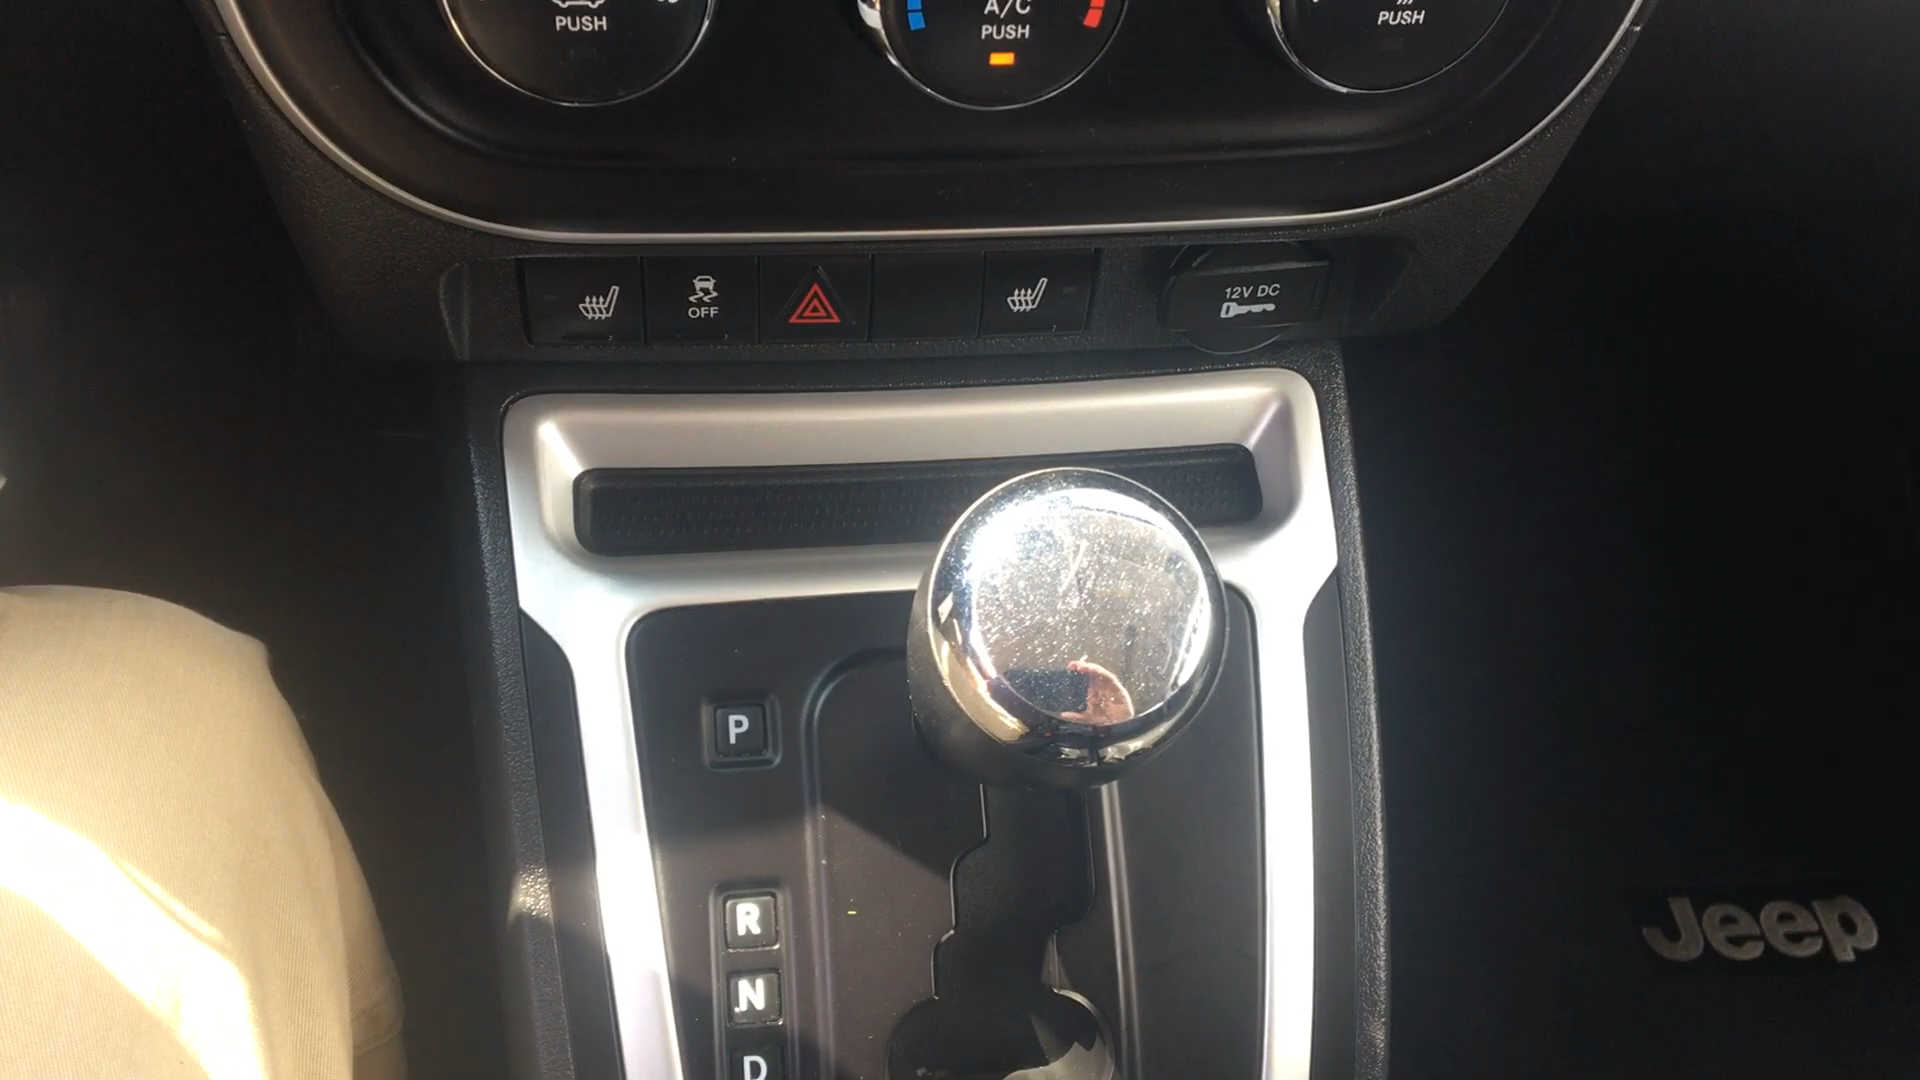 PUSH
A/C
PUSH
PUSH
OFF
12V DC
P
R
N
D
Jeep